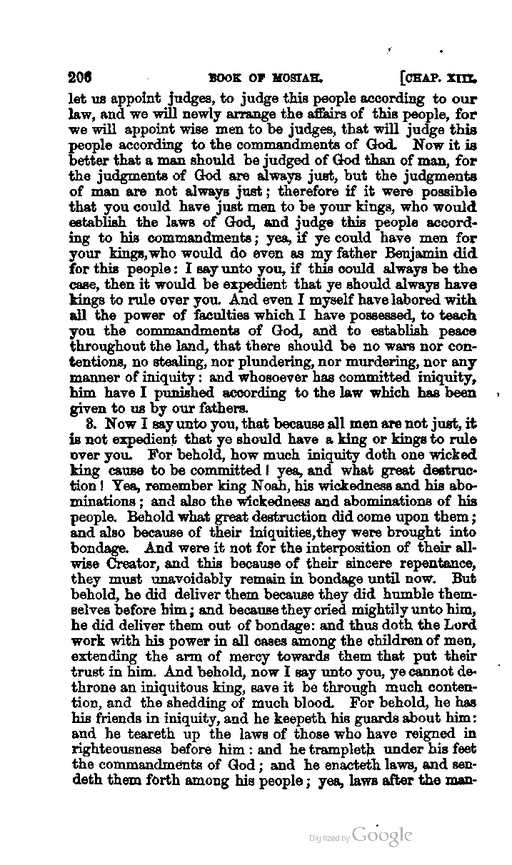 206 BOOK OF MOSIAH. [CHAP. XIII.
let us appoint judges, to judge this people according to our
law, and we will newly arrange the affairs of this people, for
we will appoint wise men to be judges, that will judge this
people according to the commandments of God. Now it is
better that a man should be judged of God than of man, for
the judgments of God are always just, but the judgments
of man are not always just; therefore if it were possible
that you could have just men to be your kings, who would
establish the laws of God, and judge this people accord-
ing to his commandments; yea, if ye could have men for
your kings, who would do even as my father Benjamin did
for this people: I say unto you, if this could always be the
case, then it would be expedient that ye should always have
kings to rule over you. And even I myself have labored with
all the power of faculties which I have possessed, to teach
you the commandments of God, and to establish peace
throughout the land, that there should be no wars nor con-
tentions, no stealing, nor plundering, nor murdering, nor any
manner of iniquity: and whosoever has committed iniquity,
him have I punished according to the law which has been
given to us by our fathers.
3. Now I say unto you, that because all men are not just, it
is not expedient that ye should have a king or kings to rule
over you. For behold, how much iniquity doth one wicked
king cause to be committed! yea, and what great destruc-
tion! Yea, remember king Noah, his wickedness and his abo-
minations; and also the wickedness and abominations of his
people. Behold what great destruction did come upon them;
and also because of their iniquities, they were brought into
bondage. And were it not for the interposition of their all-
wise Creator, and this because of their sincere repentance,
they must unavoidably remain in bondage until now. But
behold, he did deliver them because they did humble them-
selves before him; and because they cried mightily unto him,
he did deliver them out of bondage: and thus doth the Lord
work with his power in all cases among the children of men,
extending the arm of mercy towards them that put their
trust in him. And behold, now I say unto you, ye cannot de-
throne an iniquitous king, save it be through much conten-
tion, and the shedding of much blood. For behold, he has
his friends in iniquity, and he keepeth his guards about him:
and he teareth up the laws of those who have reigned in
righteousness before him: and he trampleth under his feet
the commandments of God; and he enacteth laws, and sen-
deth them forth among his people; yea, laws after the man-
Digitized by Google